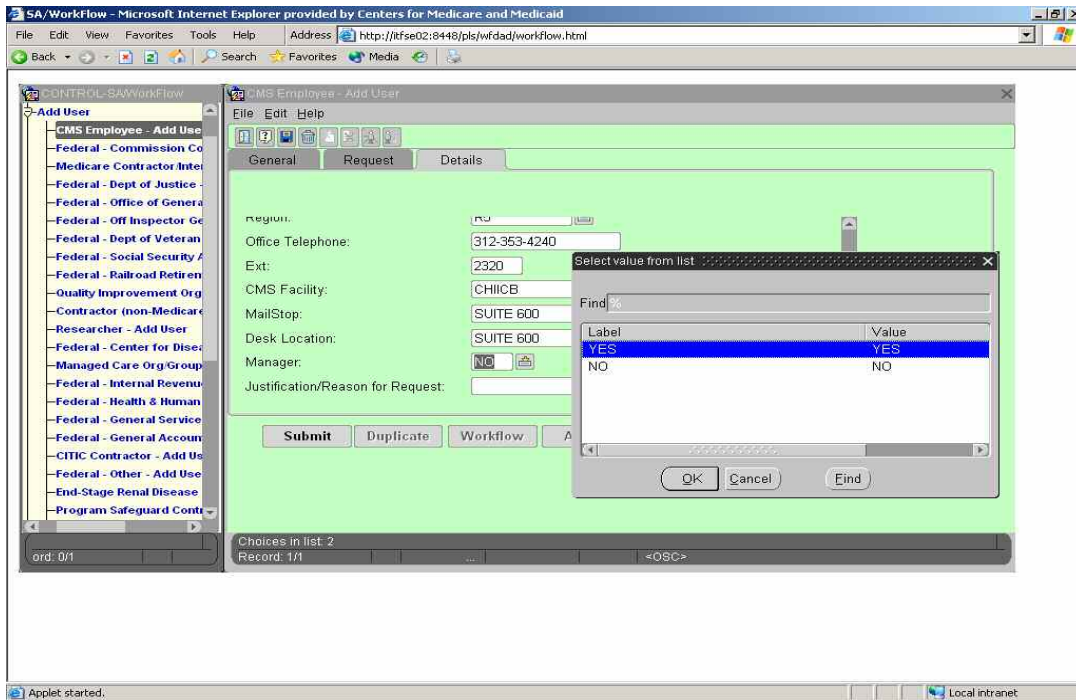 SA/WorkFlow - Microsoft Internet Explorer provided by Centers for Medicare and Medicaid
File Edit View Favorites Tools Help Address http://itfse02:8448/pls/wfdad/workflow.html
Back Search Favorites Media
CONTROL-SAWorkFlow
Add User
CMS Employee - Add Use
Federal - Commission Co
Medicare Contractor/Inter
Federal - Dept of Justice -
Federal - Office of Genera
Federal - Off Inspector Ge
Federal - Dept of Veteran
Federal - Social Security A
Federal - Railroad Retiren
Quality Improvement Org
Contractor (non-Medicare
Researcher - Add User
Federal - Center for Disea
Managed Care Org/Group
Federal - Internal Revenu
Federal - Health & Human
Federal - General Service
Federal - General Accoun
CITIC Contractor - Add Us
Federal - Other - Add Use
End-Stage Renal Disease
Program Safeguard Contr
ord: 0/1
CMS Employee - Add User
File Edit Help
General Request Details
Region: R5
Office Telephone: 312-353-4240
Ext: 2320
CMS Facility: CHIICB
MailStop: SUITE 600
Desk Location: SUITE 600
Manager: NO
Justification/Reason for Request:
Submit Duplicate Workflow A
Select value from list
Find %
Label Value
YES YES
NO NO
OK Cancel Find
Choices in list: 2
Record: 1/1 ... <OSC>
Applet started. Local intranet